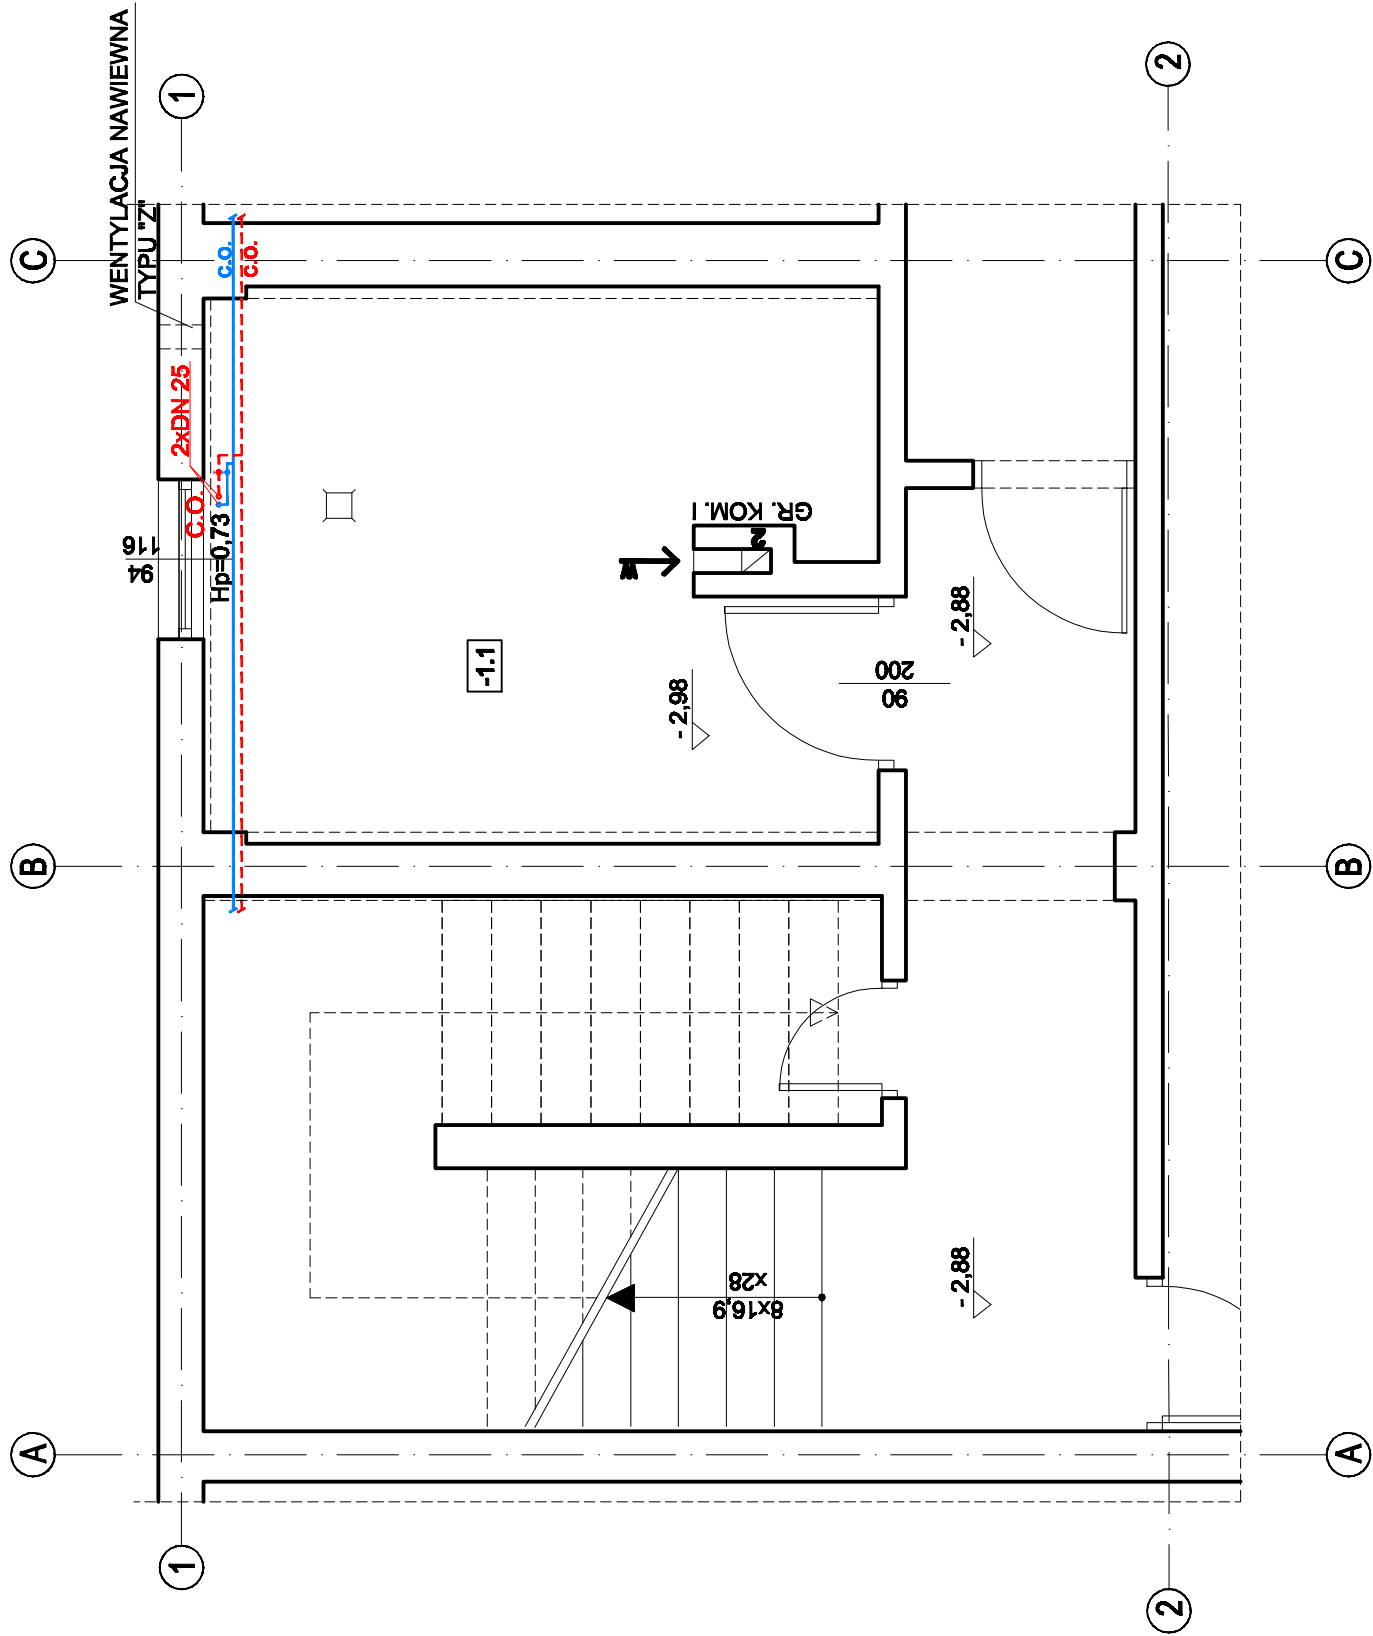 WENTYLACJA NAWIEWNA
TYPU "Z"
1
2
C
C
c.o.
c.o.
2xDN 25
C.O.
116
94
Hp=0,73
GR. KOM. I
2
W
-1.1
- 2,98
- 2,88
200
90
B
B
8x16,9
x28
- 2,88
A
A
1
2